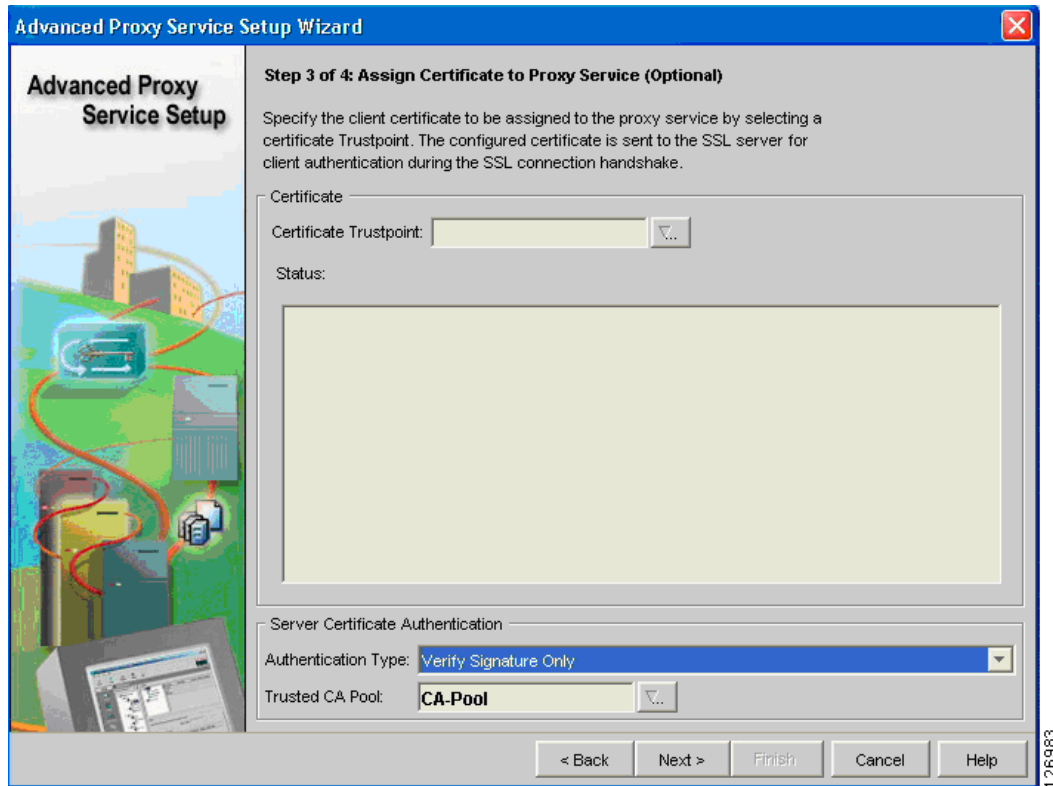 Advanced Proxy Service Setup Wizard
Advanced Proxy
Service Setup
Step 3 of 4: Assign Certificate to Proxy Service (Optional)
Specify the client certificate to be assigned to the proxy service by selecting a
certificate Trustpoint. The configured certificate is sent to the SSL server for
client authentication during the SSL connection handshake.
Certificate
Certificate Trustpoint:
Status:
Server Certificate Authentication
Authentication Type: Verify Signature Only
Trusted CA Pool: CA-Pool
< Back Next > Finish Cancel Help
126983